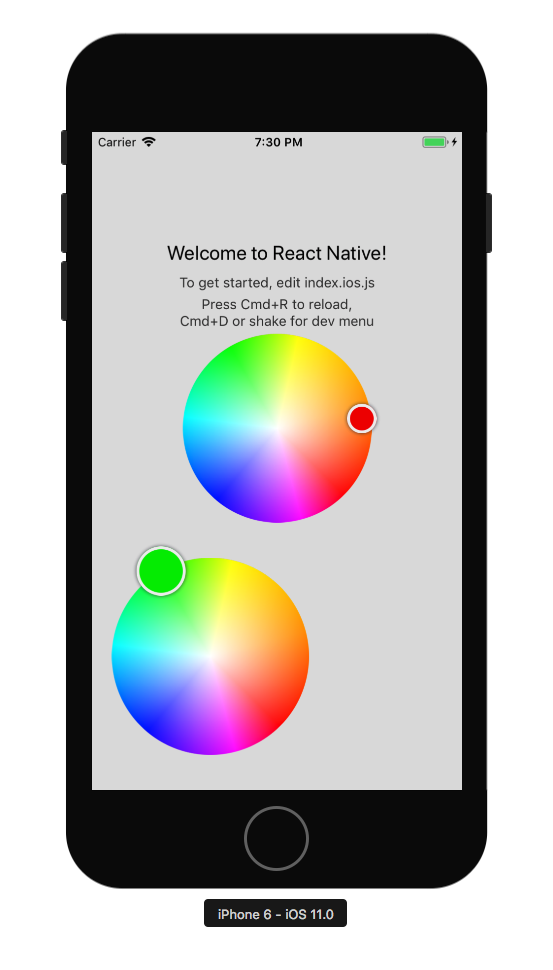 Carrier 7:30 PM
Welcome to React Native!
To get started, edit index.ios.js
Press Cmd+R to reload,
Cmd+D or shake for dev menu
iPhone 6 - iOS 11.0